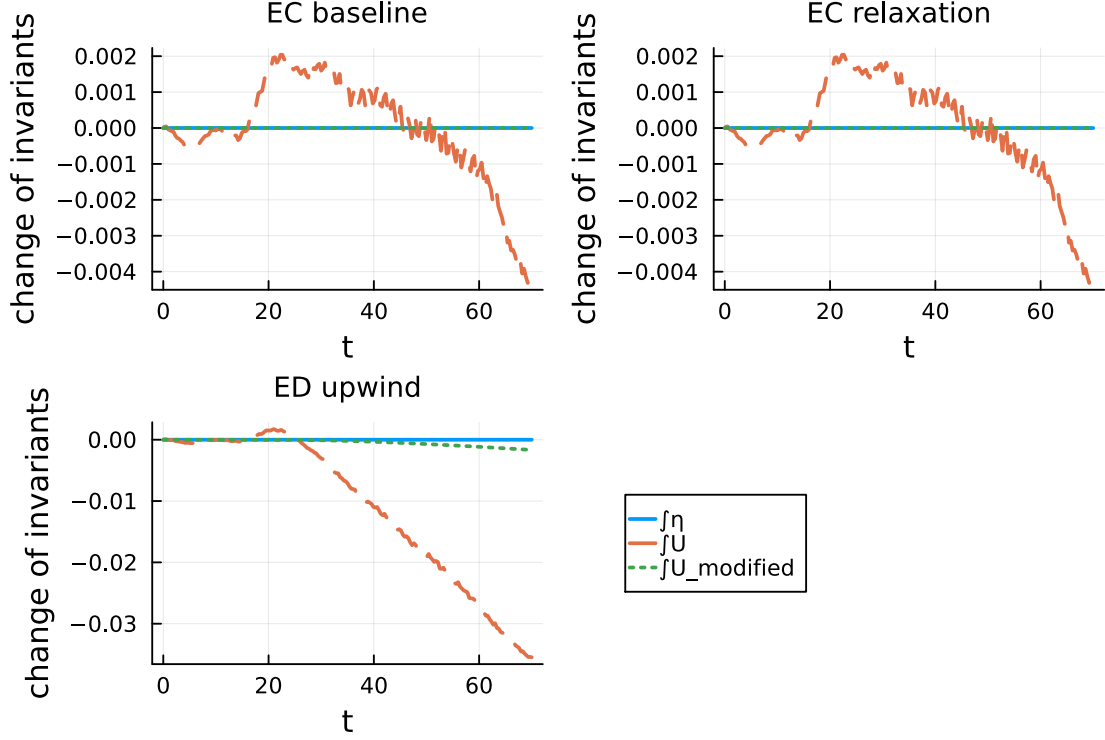 EC baseline
change of invariants
0.002
0.001
0.000
−0.001
−0.002
−0.003
−0.004
0
20
40
60
t
EC relaxation
change of invariants
0.002
0.001
0.000
−0.001
−0.002
−0.003
−0.004
0
20
40
60
t
ED upwind
change of invariants
0.00
−0.01
−0.02
−0.03
0
20
40
60
t
∫η
∫U
∫U_modified